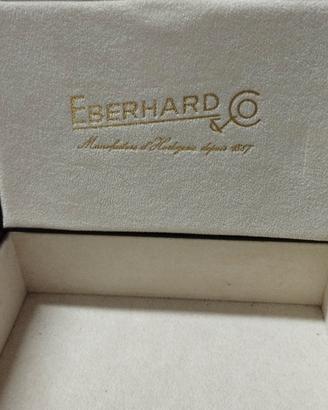 EBERHARD & CO
Manufacture d'Horlogerie depuis 1887